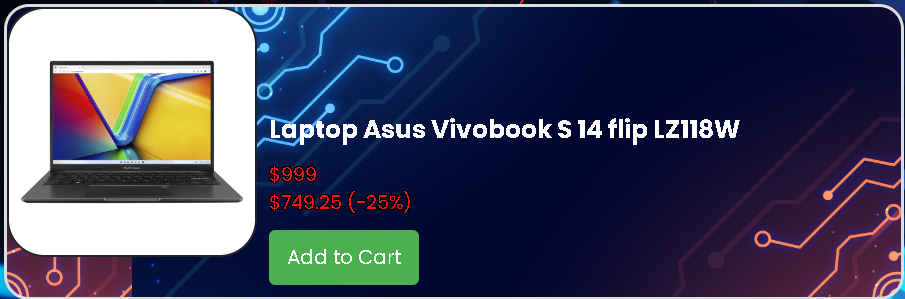 Laptop Asus Vivobook S 14 flip LZ118W
$999
$749.25 (-25%)
Add to Cart